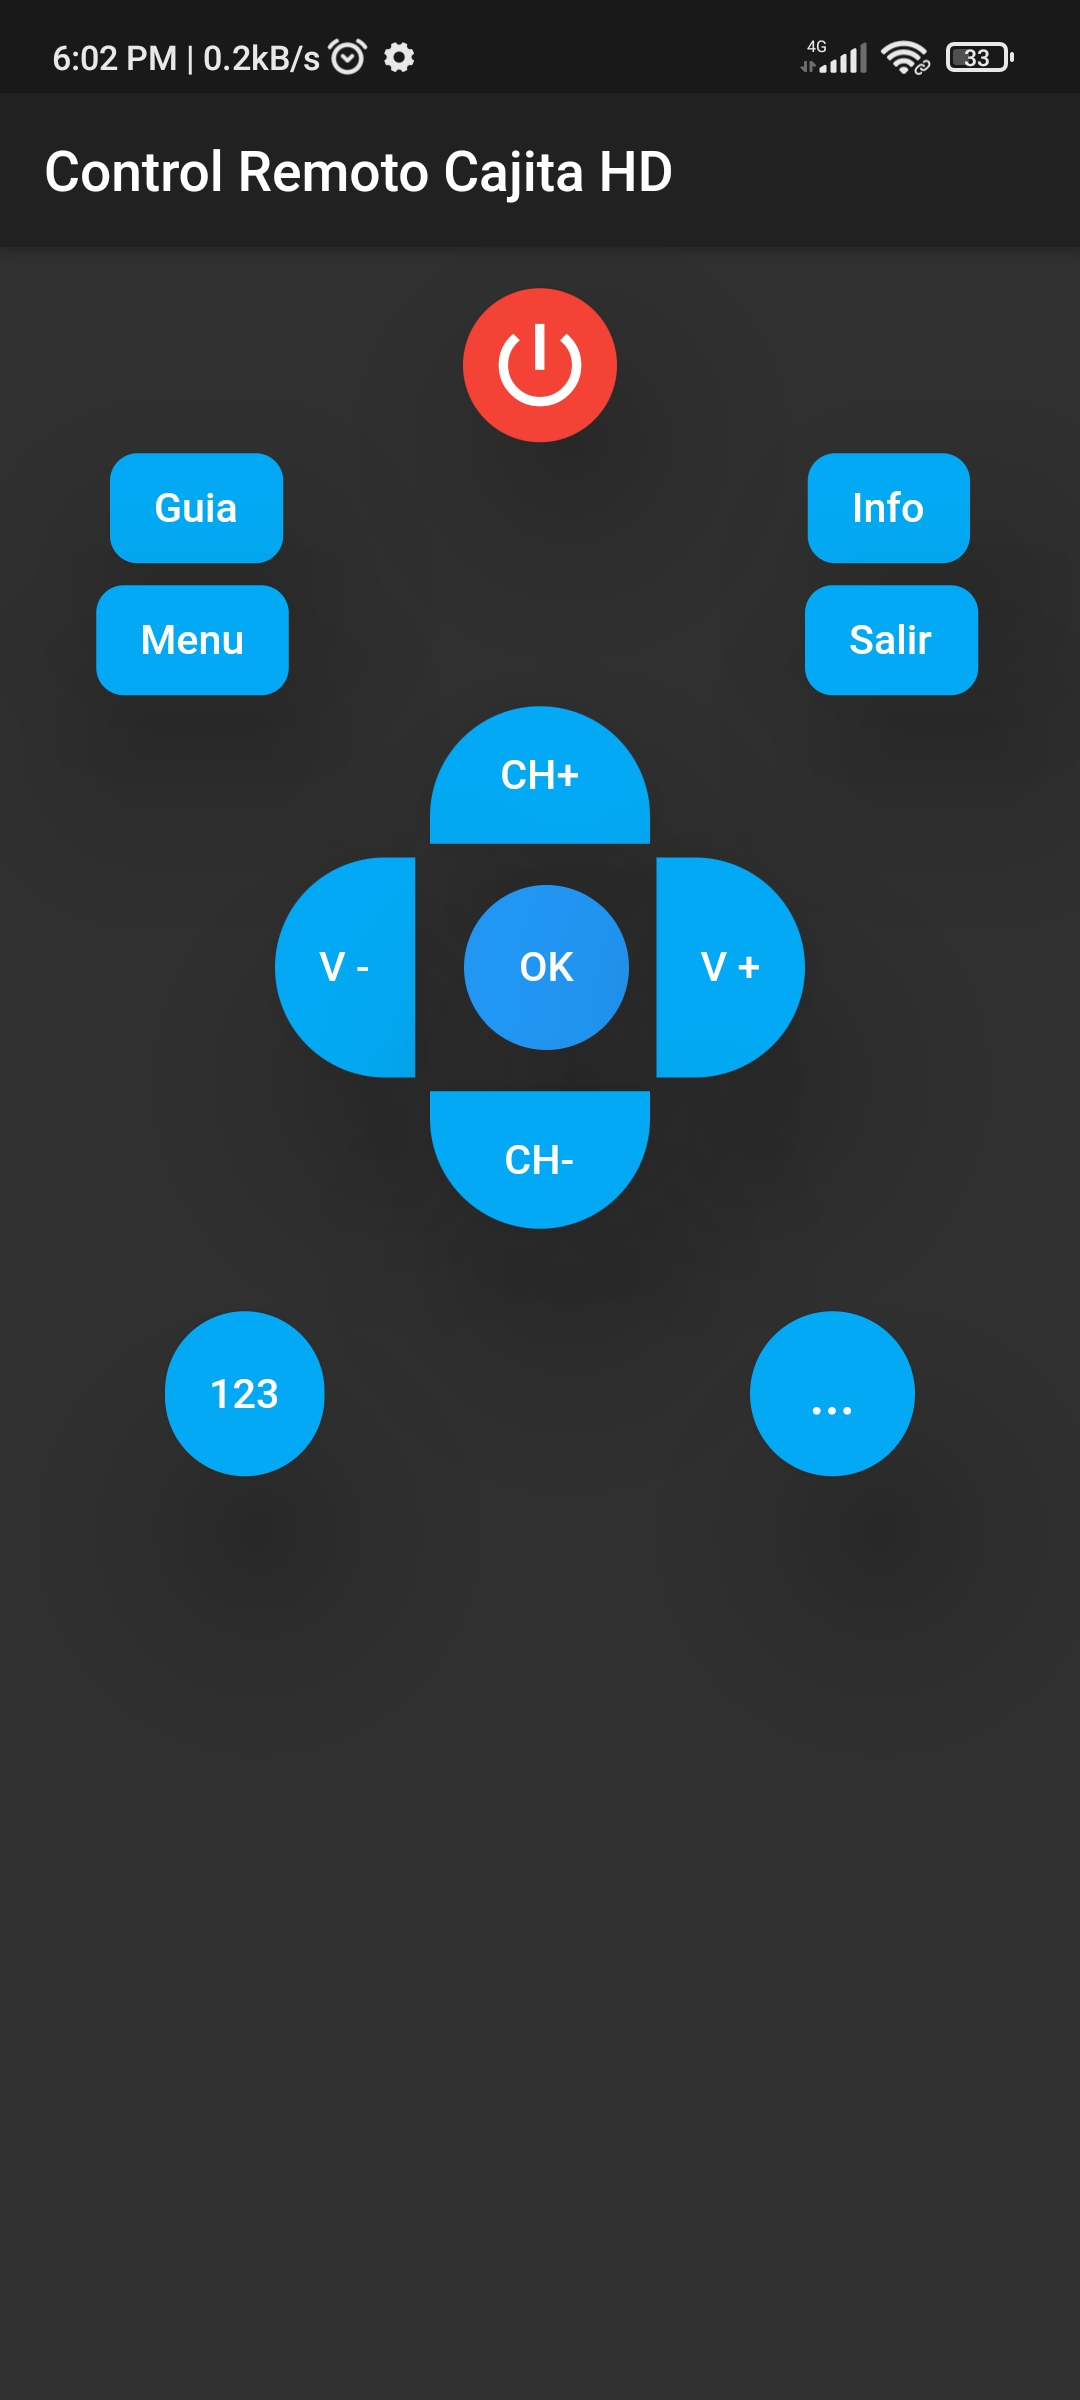 6:02 PM | 0.2kB/s 4G 33
Control Remoto Cajita HD
Guia Info
Menu Salir
CH+
V - OK V +
CH-
123 ...